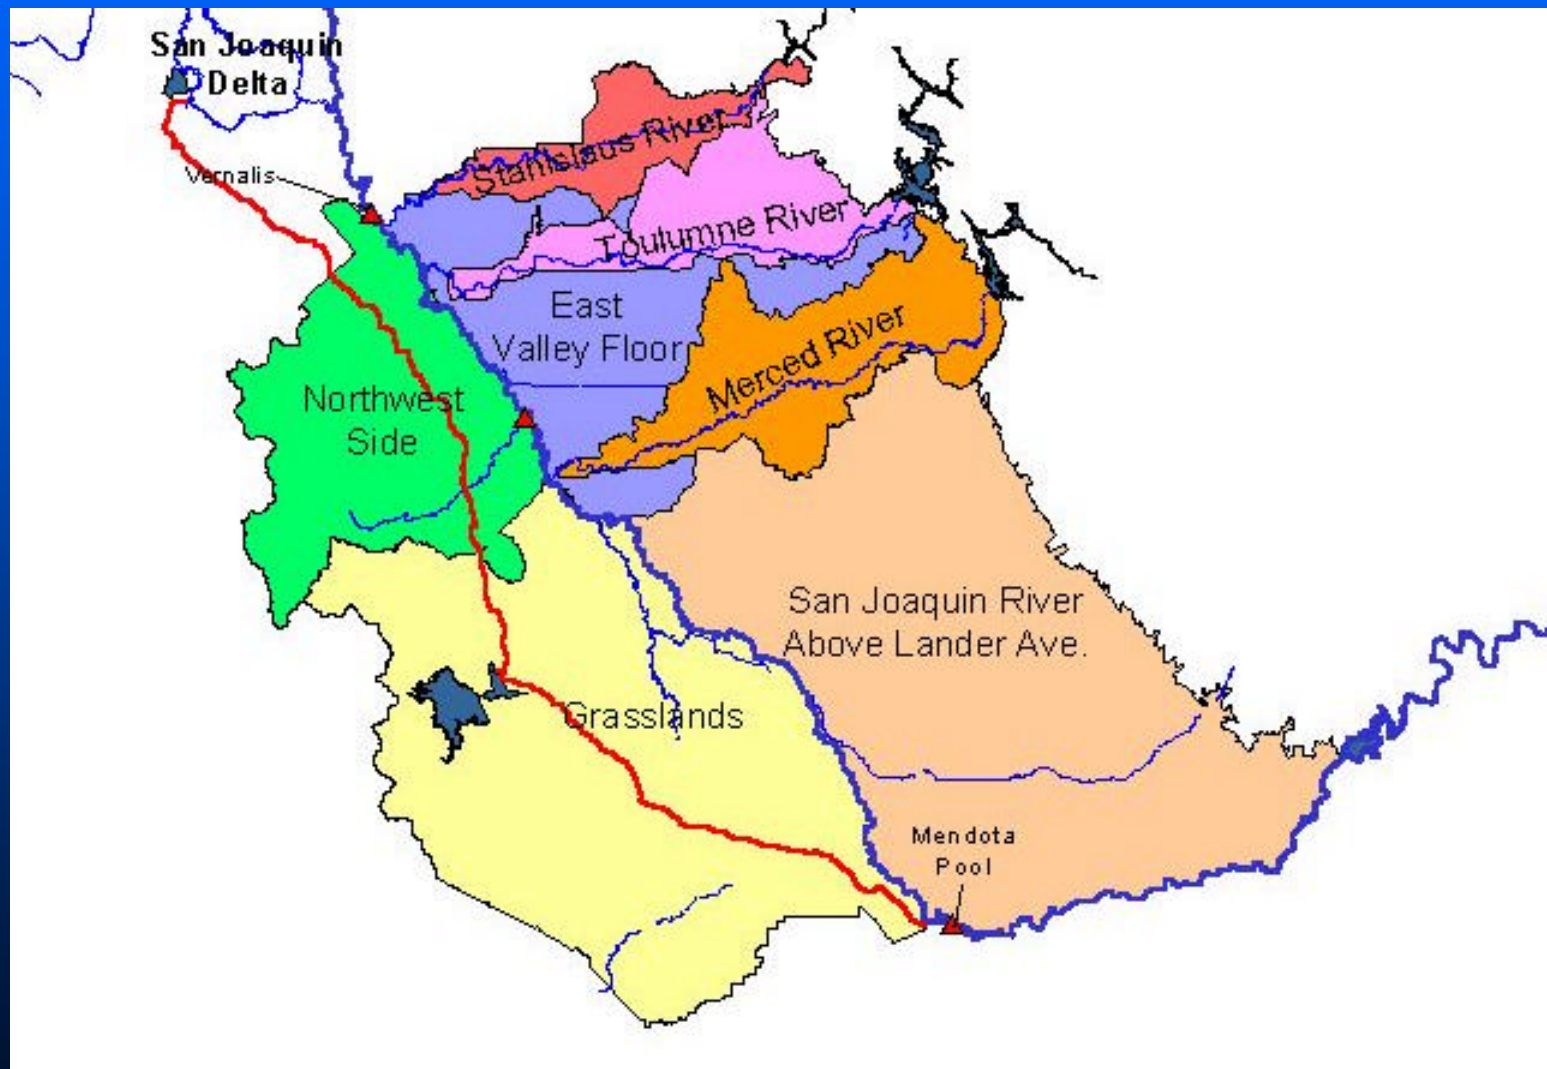 San Joaquin
Delta
Stanislaus River
Vernalis
Toulumne River
East
Valley Floor
Merced River
Northwest
Side
San Joaquin River
Above Lander Ave.
Grasslands
Mendota
Pool